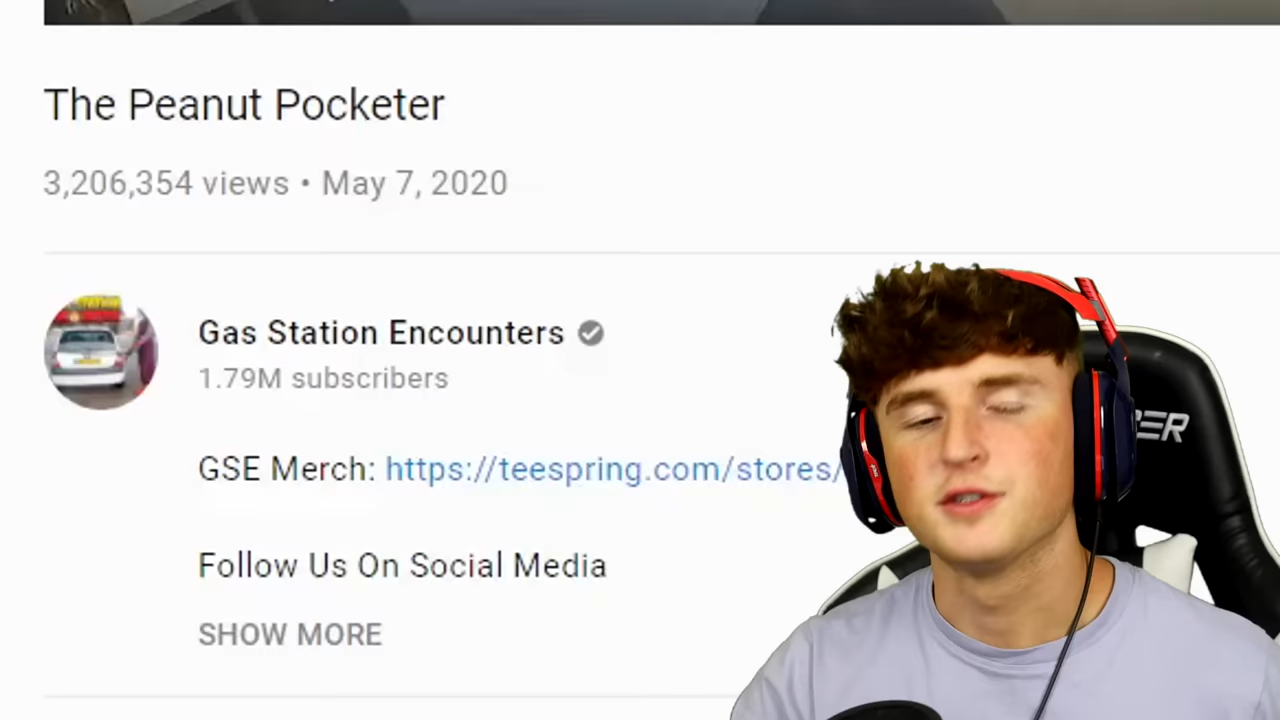 The Peanut Pocketer
3,206,354 views • May 7, 2020
Gas Station Encounters
1.79M subscribers
GSE Merch: https://teespring.com/stores/
Follow Us On Social Media
SHOW MORE